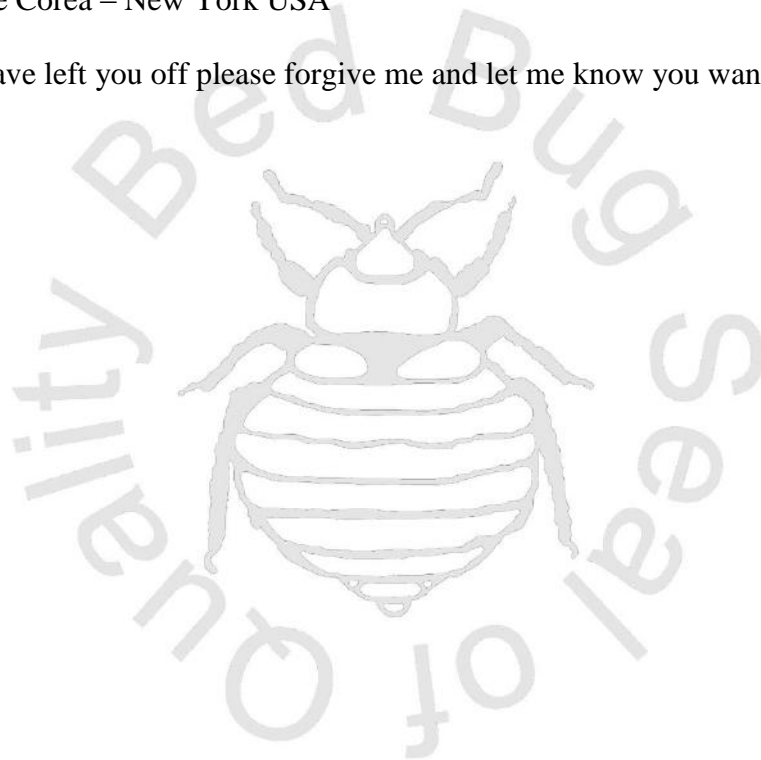 e Corea – New York USA
ave left you off please forgive me and let me know you wan
Bed Bug Seal of Quality